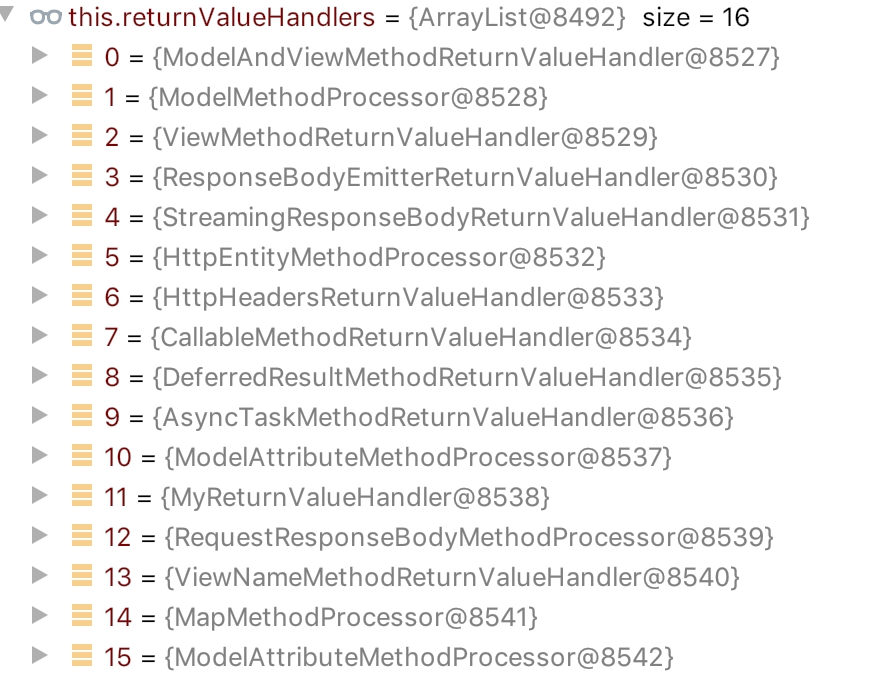 this.returnValueHandlers = {ArrayList@8492} size = 16
0 = {ModelAndViewMethodReturnValueHandler@8527}
1 = {ModelMethodProcessor@8528}
2 = {ViewMethodReturnValueHandler@8529}
3 = {ResponseBodyEmitterReturnValueHandler@8530}
4 = {StreamingResponseBodyReturnValueHandler@8531}
5 = {HttpEntityMethodProcessor@8532}
6 = {HttpHeadersReturnValueHandler@8533}
7 = {CallableMethodReturnValueHandler@8534}
8 = {DeferredResultMethodReturnValueHandler@8535}
9 = {AsyncTaskMethodReturnValueHandler@8536}
10 = {ModelAttributeMethodProcessor@8537}
11 = {MyReturnValueHandler@8538}
12 = {RequestResponseBodyMethodProcessor@8539}
13 = {ViewNameMethodReturnValueHandler@8540}
14 = {MapMethodProcessor@8541}
15 = {ModelAttributeMethodProcessor@8542}